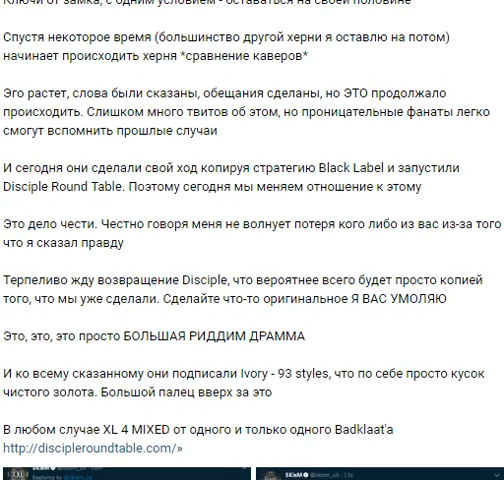 Ключи от замка, с одним условием - оставаться на своей половине
Спустя некоторое время (большинство другой херни я оставлю на потом)
начинает происходить херня *сравнение каверов*
Эго растет, слова были сказаны, обещания сделаны, но ЭТО продолжало
происходить. Слишком много твитов об этом, но проницательные фанаты легко
смогут вспомнить прошлые случаи
И сегодня они сделали свой ход копируя стратегию Black Label и запустили
Disciple Round Table. Поэтому сегодня мы меняем отношение к этому
Это дело чести. Честно говоря меня не волнует потеря кого либо из вас из-за того
что я сказал правду
Терпеливо жду возвращение Disciple, что вероятнее всего будет просто копией
того, что мы уже сделали. Сделайте что-то оригинальное Я ВАС УМОЛЯЮ
Это, это, это просто БОЛЬШАЯ РИДДИМ ДРАММА
И ко всему сказанному они подписали Ivory - 93 styles, что по себе просто кусок
чистого золота. Большой палец вверх за это
В любом случае XL 4 MIXED от одного и только одного Badklaat'a
http://discipleroundtable.com/»
SKisM @skism_uk
Replying to @skism_uk
SKisM @skism_uk